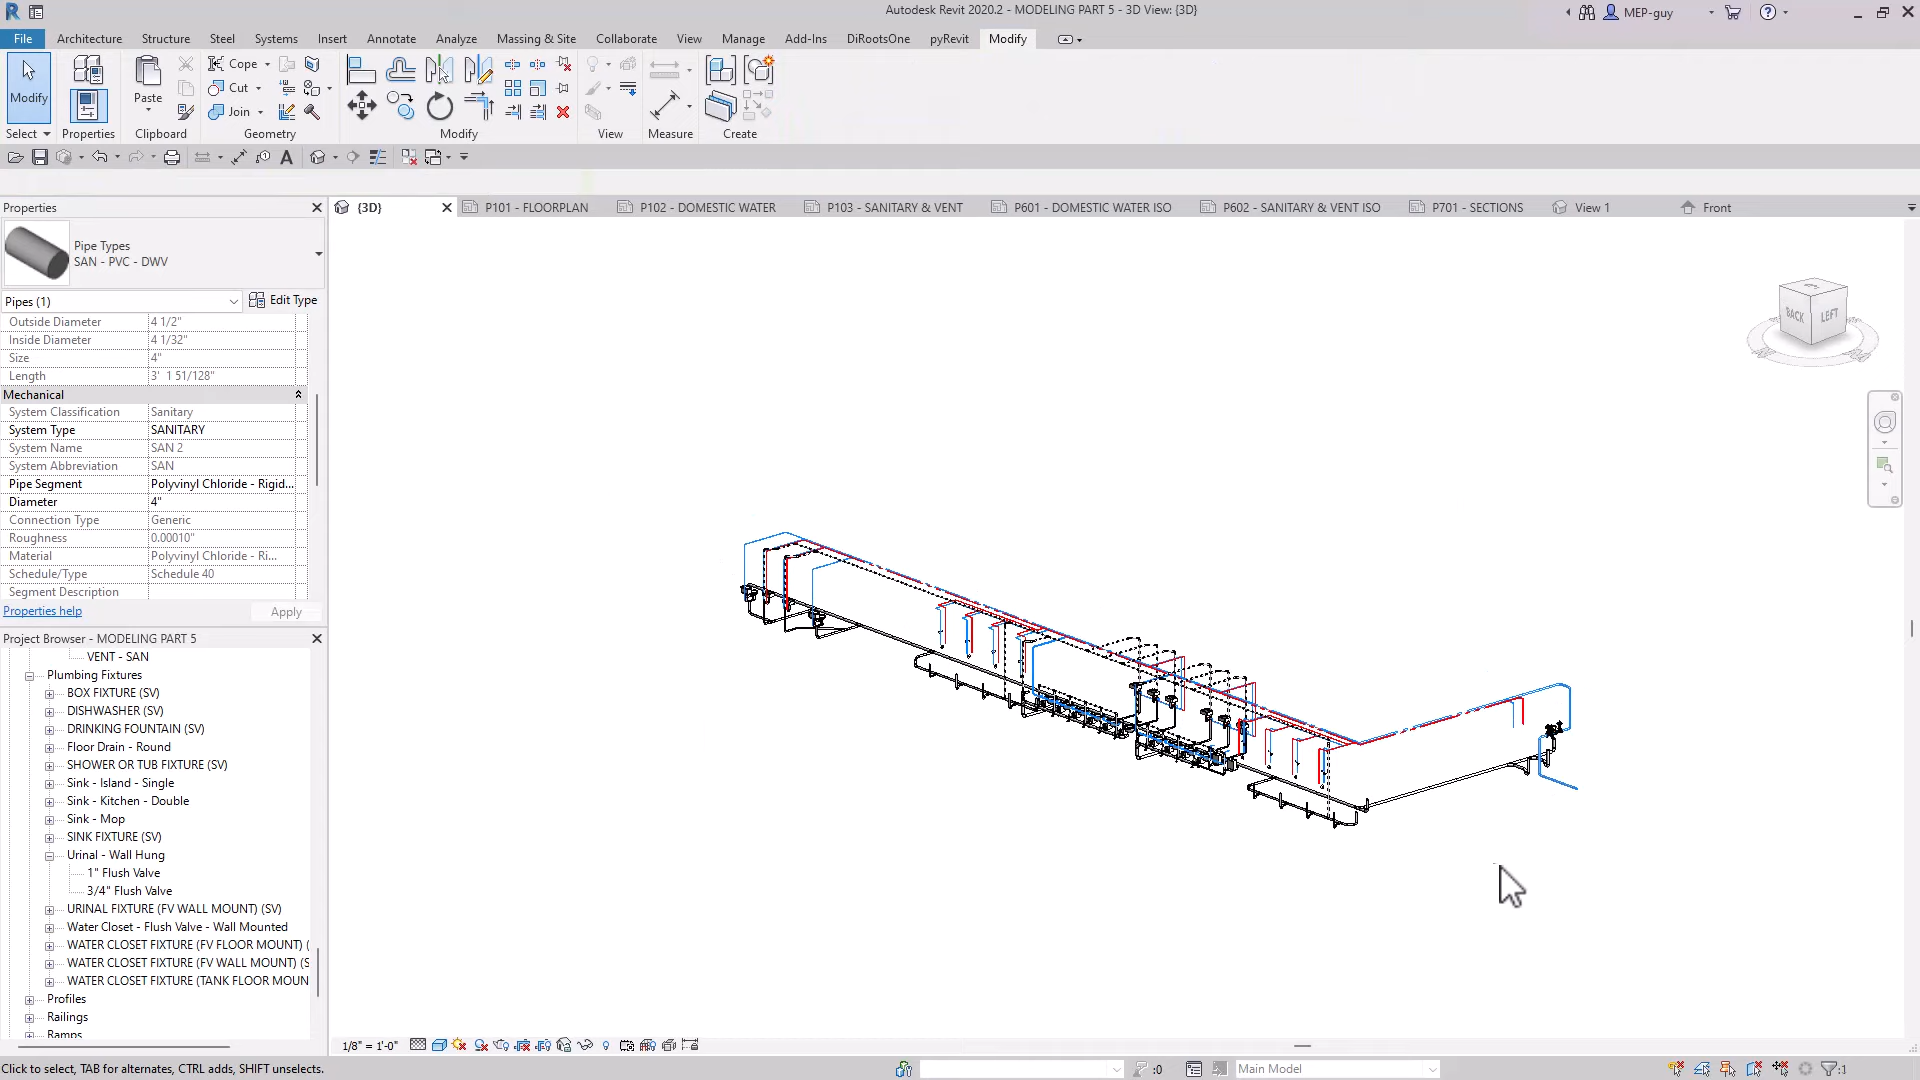 Autodesk Revit 2020.2 - MODELING PART 5 - 3D View: {3D}
MEP-guy
File
Architecture
Structure
Steel
Systems
Insert
Annotate
Analyze
Massing & Site
Collaborate
View
Manage
Add-Ins
DiRootsOne
pyRevit
Modify
Modify
Paste
Cope
Cut
Join
Select
Properties
Clipboard
Geometry
Modify
View
Measure
Create
Properties
{3D}
P101 - FLOORPLAN
P102 - DOMESTIC WATER
P103 - SANITARY & VENT
P601 - DOMESTIC WATER ISO
P602 - SANITARY & VENT ISO
P701 - SECTIONS
View 1
Front
Pipe Types
SAN - PVC - DWV
Pipes (1)
Edit Type
Outside Diameter 4 1/2"
Inside Diameter 4 1/32"
Size 4"
Length 3' 1 51/128"
Mechanical
System Classification Sanitary
System Type SANITARY
System Name SAN 2
System Abbreviation SAN
Pipe Segment Polyvinyl Chloride - Rigid...
Diameter 4"
Connection Type Generic
Roughness 0.00010"
Material Polyvinyl Chloride - Ri...
Schedule/Type Schedule 40
Segment Description
Properties help
Apply
BACK
LEFT
Project Browser - MODELING PART 5
VENT - SAN
Plumbing Fixtures
BOX FIXTURE (SV)
DISHWASHER (SV)
DRINKING FOUNTAIN (SV)
Floor Drain - Round
SHOWER OR TUB FIXTURE (SV)
Sink - Island - Single
Sink - Kitchen - Double
Sink - Mop
SINK FIXTURE (SV)
Urinal - Wall Hung
1" Flush Valve
3/4" Flush Valve
URINAL FIXTURE (FV WALL MOUNT) (SV)
Water Closet - Flush Valve - Wall Mounted
WATER CLOSET FIXTURE (FV FLOOR MOUNT) (
WATER CLOSET FIXTURE (FV WALL MOUNT) (S
WATER CLOSET FIXTURE (TANK FLOOR MOUN
Profiles
Railings
Ramps
1/8" = 1'-0"
Click to select, TAB for alternates, CTRL adds, SHIFT unselects.
:0
Main Model
:1